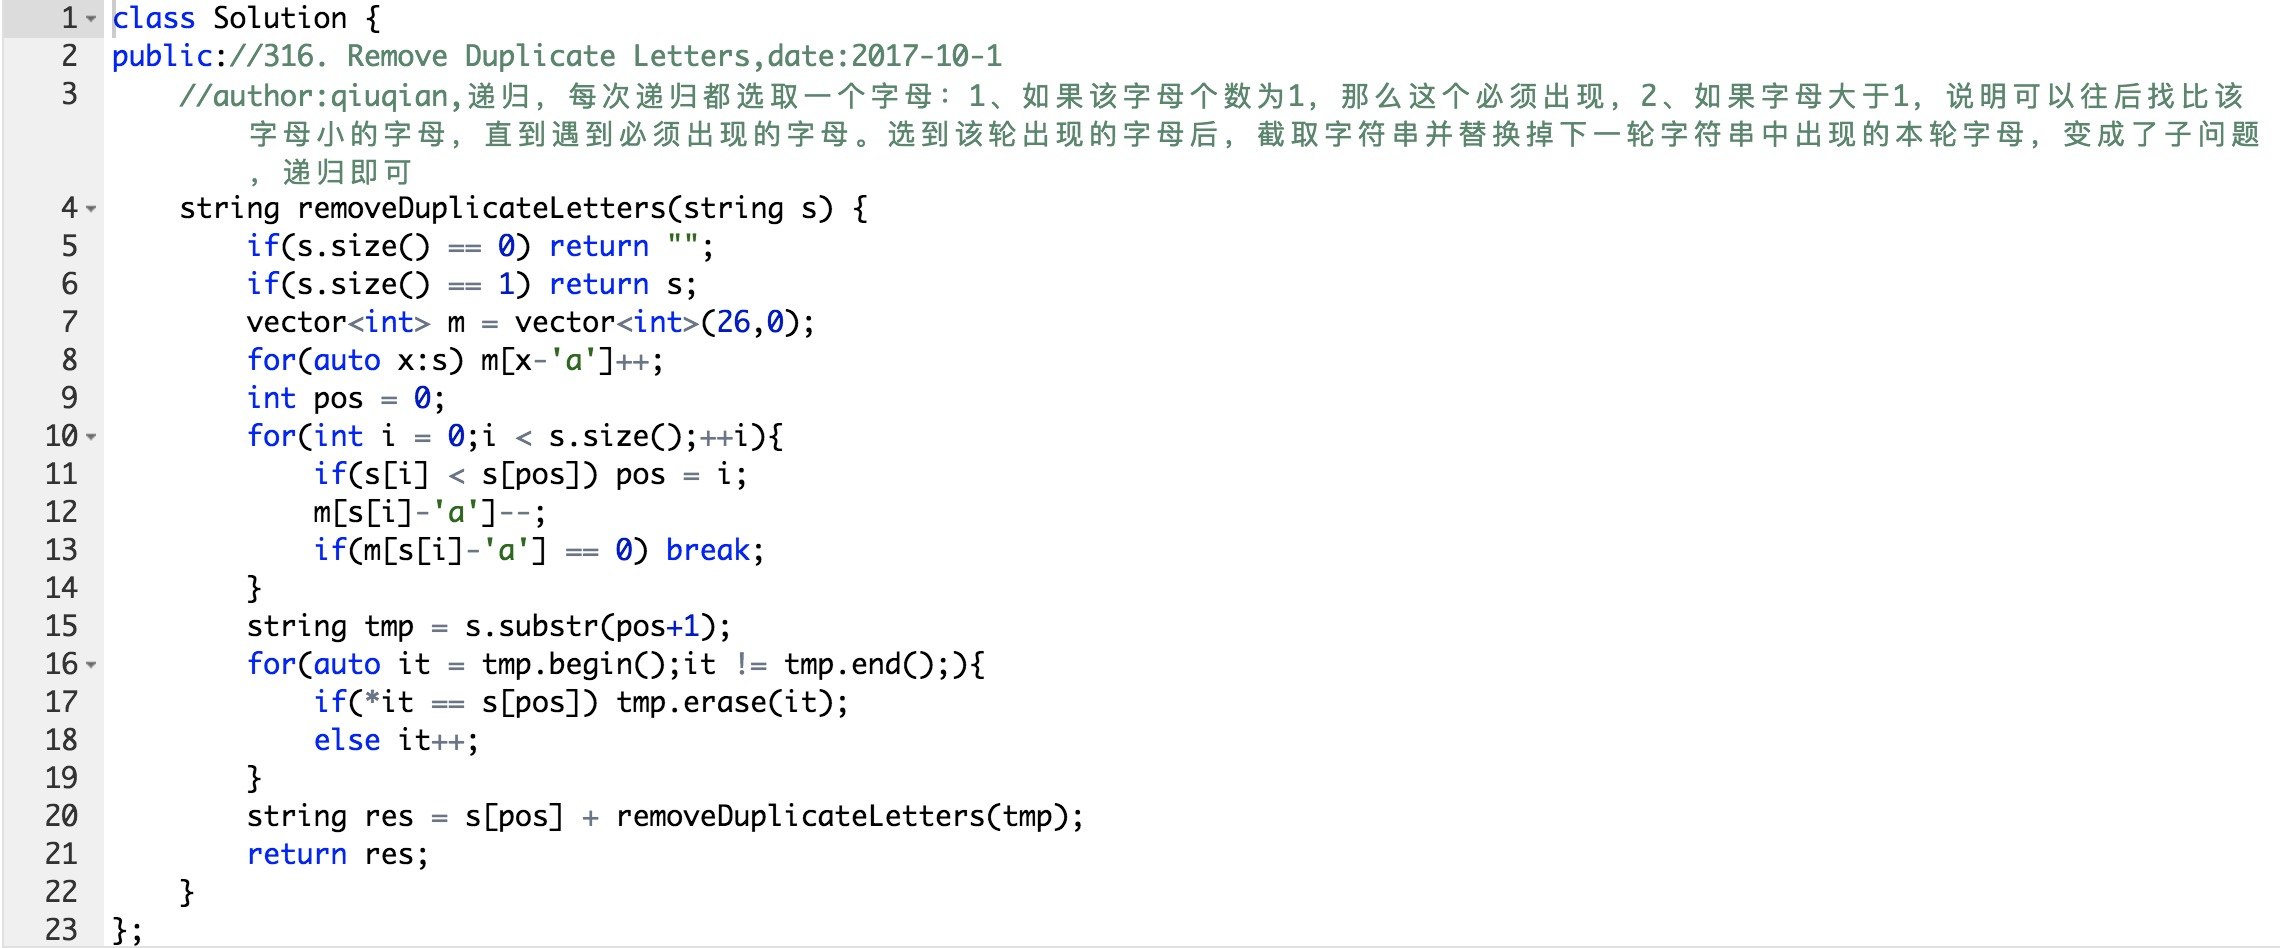 1 class Solution {
2 public://316. Remove Duplicate Letters,date:2017-10-1
3 //author:qiuqian,递归，每次递归都选取一个字母：1、如果该字母个数为1，那么这个必须出现，2、如果字母大于1，说明可以往后找比该
字母小的字母，直到遇到必须出现的字母。选到该轮出现的字母后，截取字符串并替换掉下一轮字符串中出现的本轮字母，变成了子问题
，递归即可
4 string removeDuplicateLetters(string s) {
5 if(s.size() == 0) return "";
6 if(s.size() == 1) return s;
7 vector<int> m = vector<int>(26,0);
8 for(auto x:s) m[x-'a']++;
9 int pos = 0;
10 for(int i = 0;i < s.size();++i){
11 if(s[i] < s[pos]) pos = i;
12 m[s[i]-'a']--;
13 if(m[s[i]-'a'] == 0) break;
14 }
15 string tmp = s.substr(pos+1);
16 for(auto it = tmp.begin();it != tmp.end();){
17 if(*it == s[pos]) tmp.erase(it);
18 else it++;
19 }
20 string res = s[pos] + removeDuplicateLetters(tmp);
21 return res;
22 }
23 };